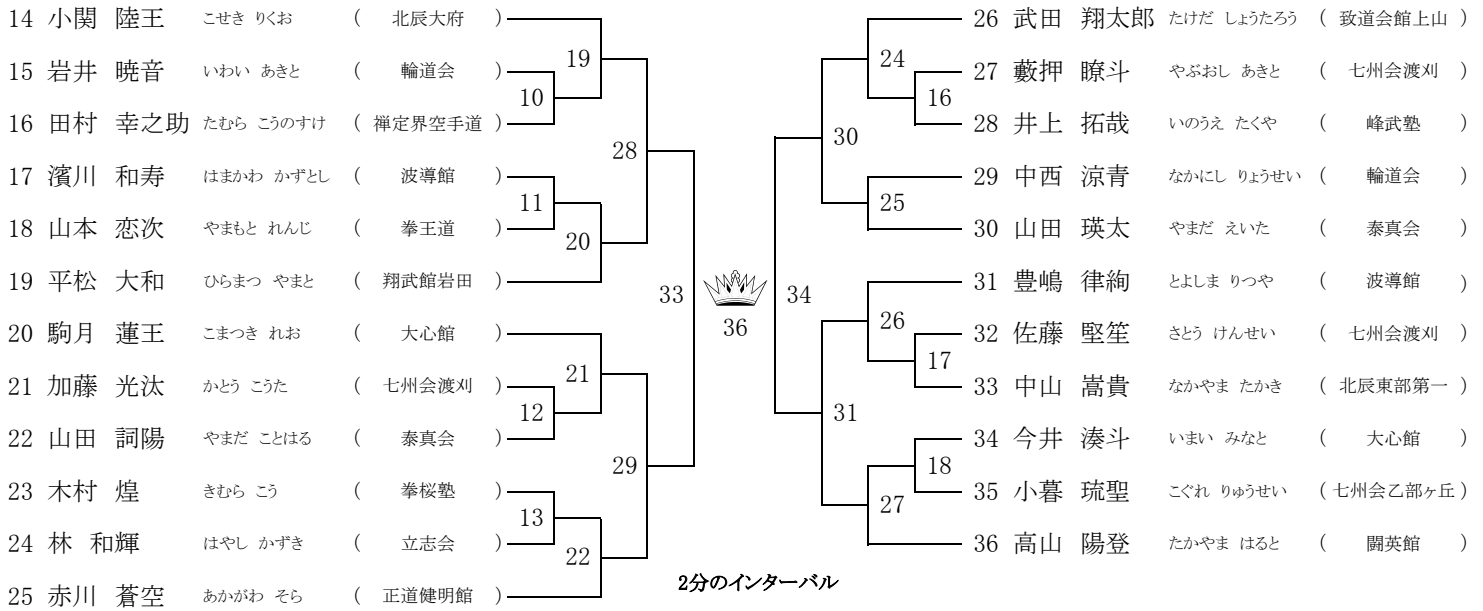 14 小関 陸王 こせき りくお ( 北辰大府 )
15 岩井 暁音 いわい あきと ( 輪道会 )
16 田村 幸之助 たむら こうのすけ ( 禅定界空手道 )
17 濱川 和寿 はまかわ かずとし ( 波導館 )
18 山本 恋次 やまもと れんじ ( 拳王道 )
19 平松 大和 ひらまつ やまと ( 翔武館岩田 )
20 駒月 蓮王 こまつき れお ( 大心館 )
21 加藤 光汰 かとう こうた ( 七州会渡刈 )
22 山田 詞陽 やまだ ことはる ( 泰真会 )
23 木村 煌 きむら こう ( 拳桜塾 )
24 林 和輝 はやし かずき ( 立志会 )
25 赤川 蒼空 あかがわ そら ( 正道健明館 )
19
10
28
11
20
33
21
12
29
13
22
36
2分のインターバル
34
24
16
30
25
26
17
31
18
27
26 武田 翔太郎 たけだ しょうたろう ( 致道会館上山 )
27 藪押 瞭斗 やぶおし あきと ( 七州会渡刈 )
28 井上 拓哉 いのうえ たくや ( 峰武塾 )
29 中西 涼青 なかにし りょうせい ( 輪道会 )
30 山田 瑛太 やまだ えいた ( 泰真会 )
31 豊嶋 律絢 とよしま りつや ( 波導館 )
32 佐藤 堅笙 さとう けんせい ( 七州会渡刈 )
33 中山 嵩貴 なかやま たかき ( 北辰東部第一 )
34 今井 湊斗 いまい みなと ( 大心館 )
35 小暮 琉聖 こぐれ りゅうせい ( 七州会乙部ヶ丘 )
36 高山 陽登 たかやま はると ( 闘英館 )